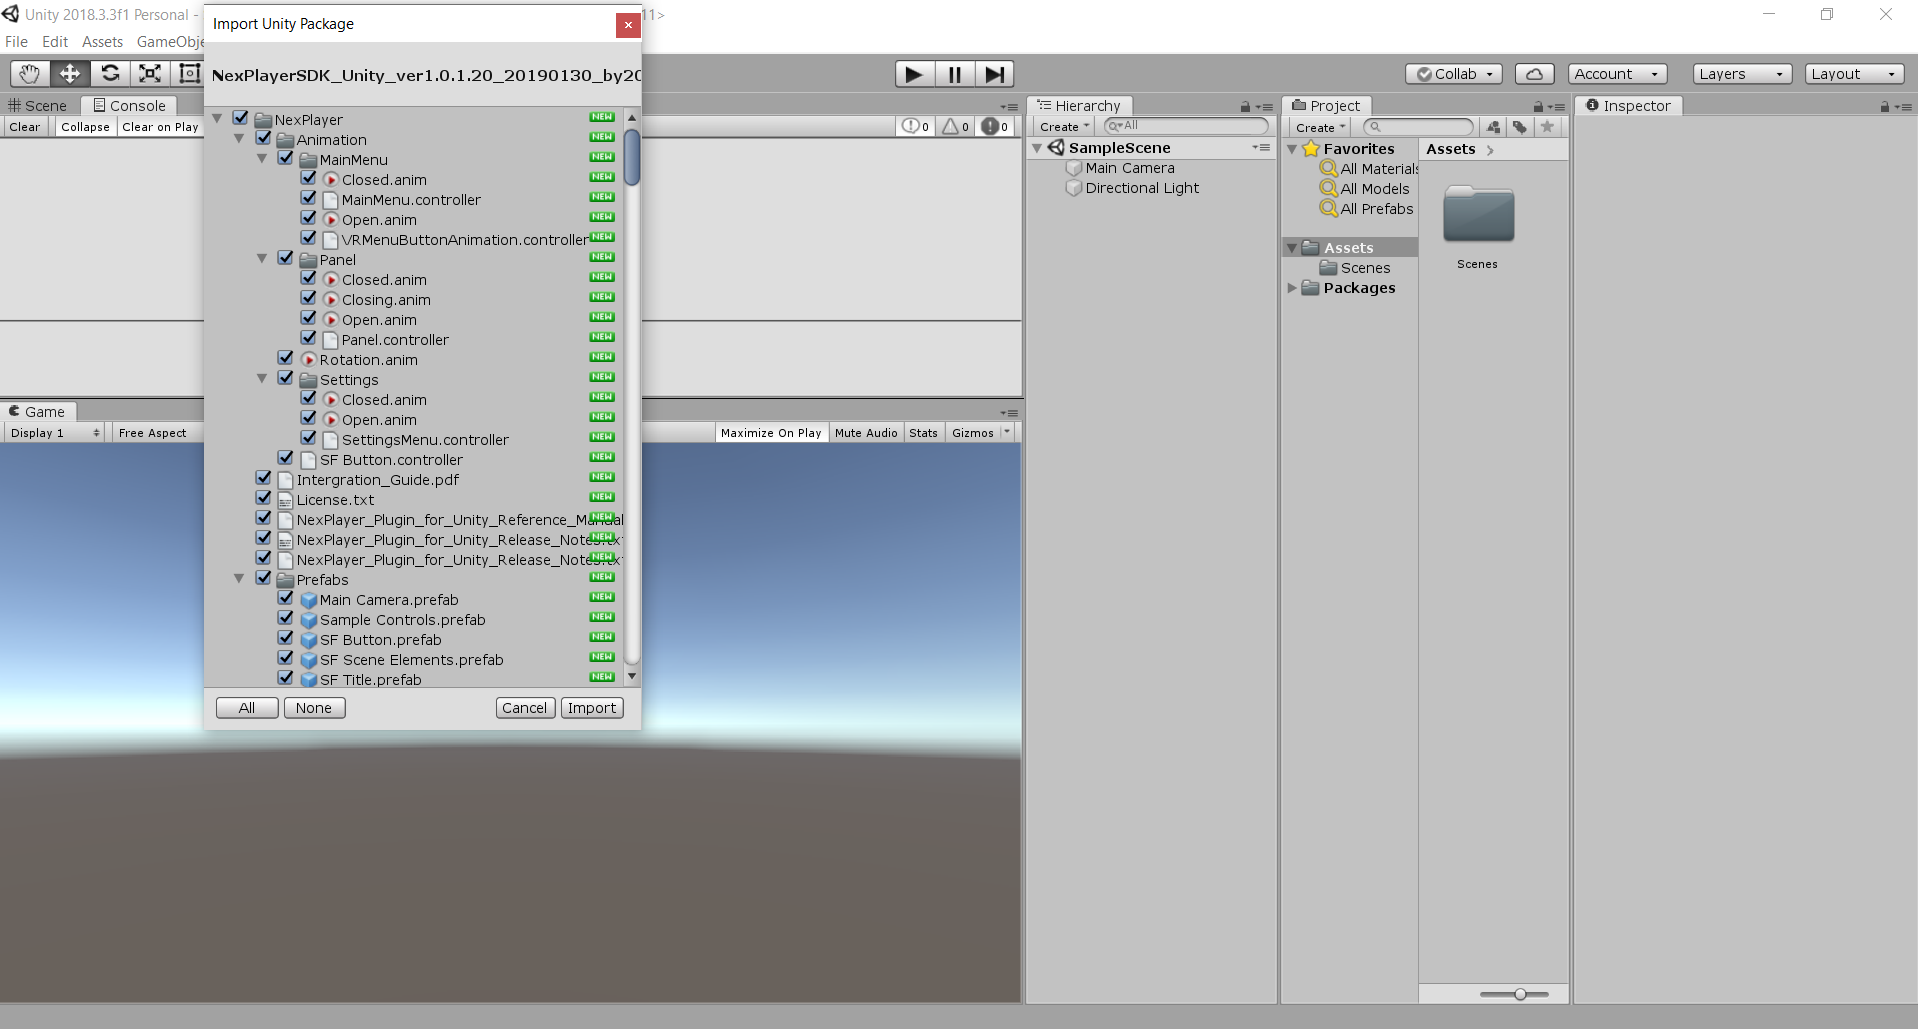 Unity 2018.3.3f1 Personal -
11>
File Edit Assets GameObje
Import Unity Package
NexPlayerSDK_Unity_ver1.0.1.20_20190130_by20
Collab
Account
Layers
Layout
Scene
Console
Clear
Collapse
Clear on Play
0
0
0
NexPlayer NEW
Animation NEW
MainMenu NEW
Closed.anim NEW
MainMenu.controller NEW
Open.anim NEW
VRMenuButtonAnimation.controller NEW
Panel NEW
Closed.anim NEW
Closing.anim NEW
Open.anim NEW
Panel.controller NEW
Rotation.anim NEW
Settings NEW
Closed.anim NEW
Open.anim NEW
SettingsMenu.controller NEW
SF Button.controller NEW
Intergration_Guide.pdf NEW
License.txt NEW
NexPlayer_Plugin_for_Unity_Reference_Manual NEW
NexPlayer_Plugin_for_Unity_Release_Notes.tx NEW
NexPlayer_Plugin_for_Unity_Release_Notes.tx NEW
Prefabs NEW
Main Camera.prefab NEW
Sample Controls.prefab NEW
SF Button.prefab NEW
SF Scene Elements.prefab NEW
SF Title.prefab NEW
All
None
Cancel
Import
Game
Display 1
Free Aspect
Maximize On Play
Mute Audio
Stats
Gizmos
Hierarchy
Create
All
SampleScene
Main Camera
Directional Light
Project
Create
Favorites
All Materials
All Models
All Prefabs
Assets
Scenes
Packages
Assets
Scenes
Inspector